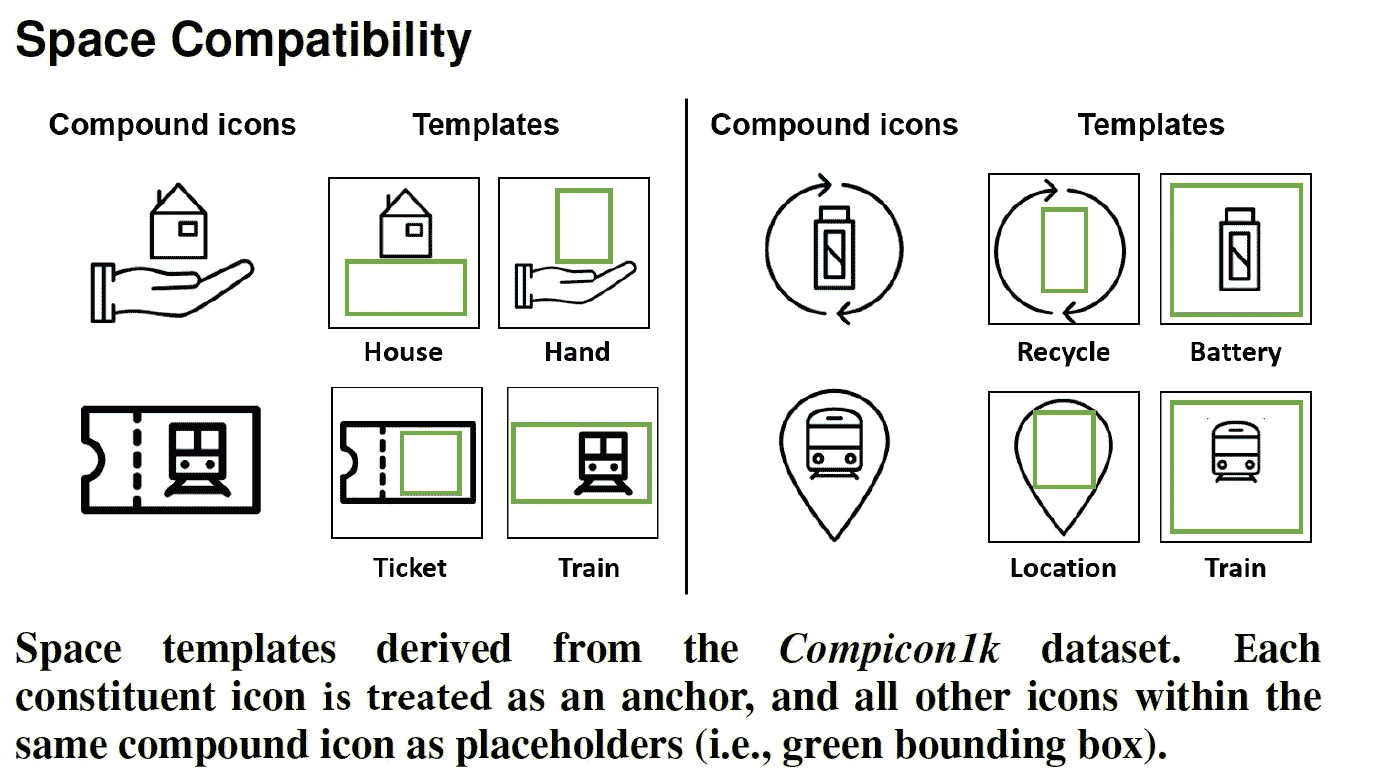 Space Compatibility
Compound icons Templates
House Hand
Ticket Train
Compound icons Templates
Recycle Battery
Location Train
Space templates derived from the Compicon1k dataset. Each
constituent icon is treated as an anchor, and all other icons within the
same compound icon as placeholders (i.e., green bounding box).